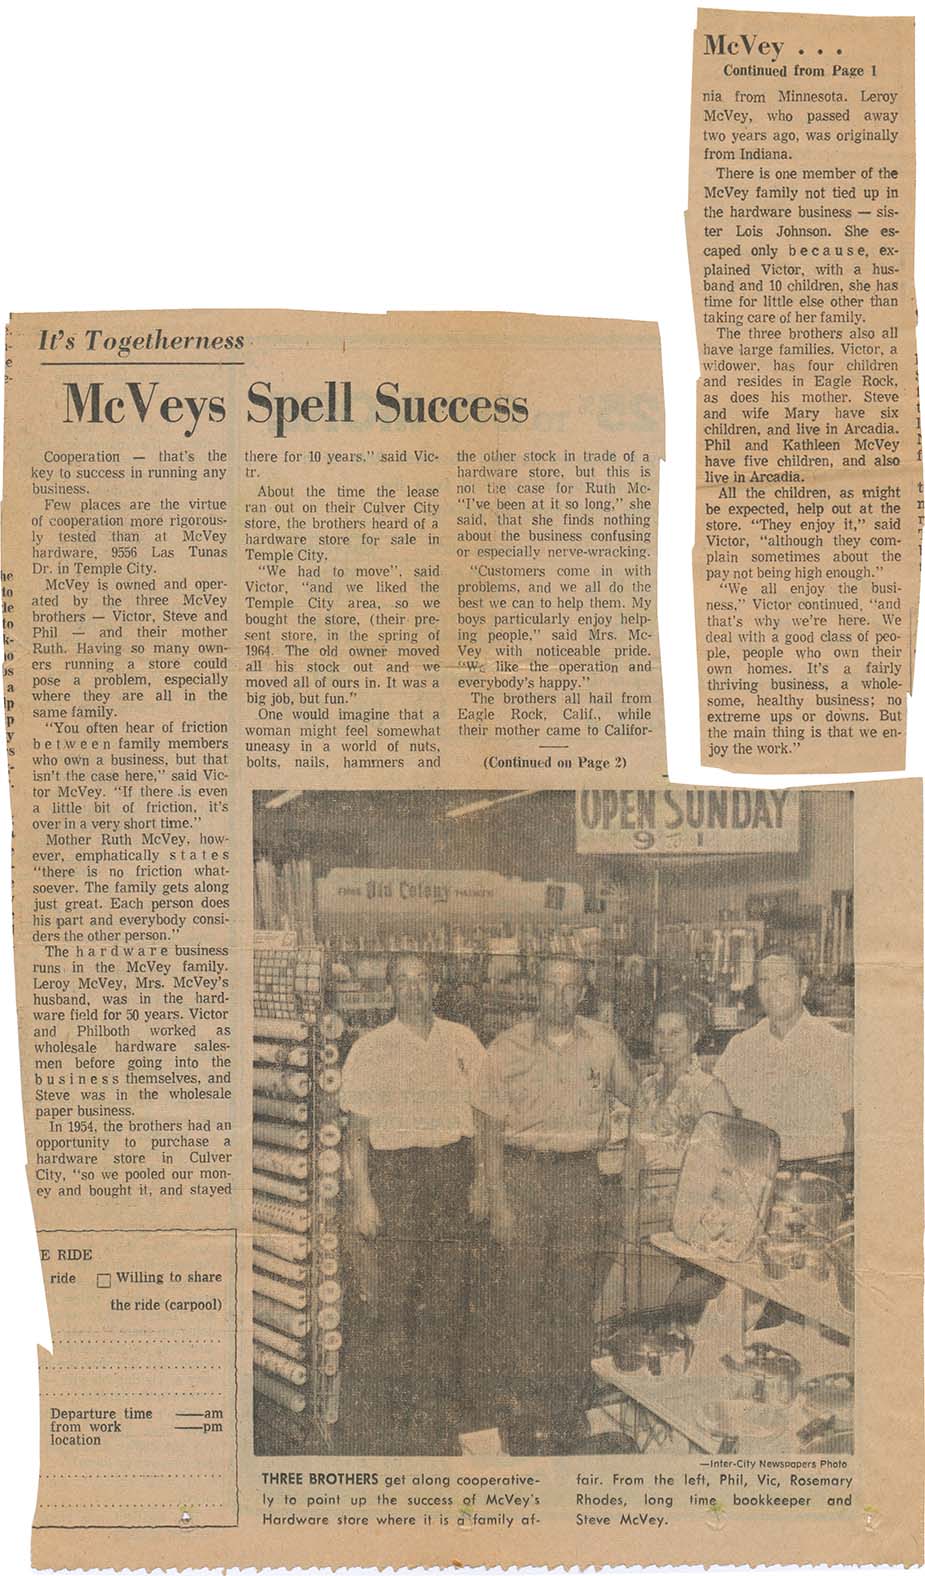 It's Togetherness
McVeys Spell Success
Cooperation — that's the
key to success in running any
business.
Few places are the virtue
of cooperation more rigorous-
ly tested than at McVey
hardware, 9556 Las Tunas
Dr. in Temple City.
McVey is owned and oper-
ated by the three McVey
brothers — Victor, Steve and
Phil — and their mother
Ruth. Having so many own-
ers running a store could
pose a problem, especially
where they are all in the
same family.
"You often hear of friction
between family members
who own a business, but that
isn't the case here," said Vic-
tor McVey. "If there is even
a little bit of friction, it's
over in a very short time."
Mother Ruth McVey, how-
ever, emphatically states
"there is no friction what-
soever. The family gets along
just great. Each person does
his part and everybody consi-
ders the other person."
The hardware business
runs in the McVey family.
Leroy McVey, Mrs. McVey's
husband, was in the hard-
ware field for 50 years. Victor
and Philboth worked as
wholesale hardware sales-
men before going into the
business themselves, and
Steve was in the wholesale
paper business.
In 1954, the brothers had an
opportunity to purchase a
hardware store in Culver
City, "so we pooled our mon-
ey and bought it, and stayed
there for 10 years," said Vic-
tr.
About the time the lease
ran out on their Culver City
store, the brothers heard of a
hardware store for sale in
Temple City.
"We had to move", said
Victor, "and we liked the
Temple City area, so we
bought the store, (their pre-
sent store, in the spring of
1964. The old owner moved
all his stock out and we
moved all of ours in. It was a
big job, but fun."
One would imagine that a
woman might feel somewhat
uneasy in a world of nuts,
bolts, nails, hammers and
the other stock in trade of a
hardware store, but this is
not the case for Ruth Mc-
"I've been at it so long," she
said, that she finds nothing
about the business confusing
or especially nerve-wracking.
"Customers come in with
problems, and we all do the
best we can to help them. My
boys particularly enjoy help-
ing people," said Mrs. Mc-
Vey with noticeable pride.
"We like the operation and
everybody's happy."
The brothers all hail from
Eagle Rock, Calif., while
their mother came to Califor-
(Continued on Page 2)
McVey . . .
Continued from Page 1
nia from Minnesota. Leroy
McVey, who passed away
two years ago, was originally
from Indiana.
There is one member of the
McVey family not tied up in
the hardware business — sis-
ter Lois Johnson. She es-
caped only because, ex-
plained Victor, with a hus-
band and 10 children, she has
time for little else other than
taking care of her family.
The three brothers also all
have large families. Victor, a
widower, has four children
and resides in Eagle Rock,
as does his mother. Steve
and wife Mary have six
children, and live in Arcadia.
Phil and Kathleen McVey
have five children, and also
live in Arcadia.
All the children, as might
be expected, help out at the
store. "They enjoy it," said
Victor, "although they com-
plain sometimes about the
pay not being high enough."
"We all enjoy the busi-
ness," Victor continued, "and
that's why we're here. We
deal with a good class of peo-
ple, people who own their
own homes. It's a fairly
thriving business, a whole-
some, healthy business; no
extreme ups or downs. But
the main thing is that we en-
joy the work."
OPEN SUNDAY
9 TO 1
Old Colony
—Inter-City Newspapers Photo
THREE BROTHERS get along cooperative-
ly to point up the success of McVey's
Hardware store where it is a family af-
fair. From the left, Phil, Vic, Rosemary
Rhodes, long time bookkeeper and
Steve McVey.
E RIDE
ride Willing to share
the ride (carpool)
Departure time —am
from work —pm
location